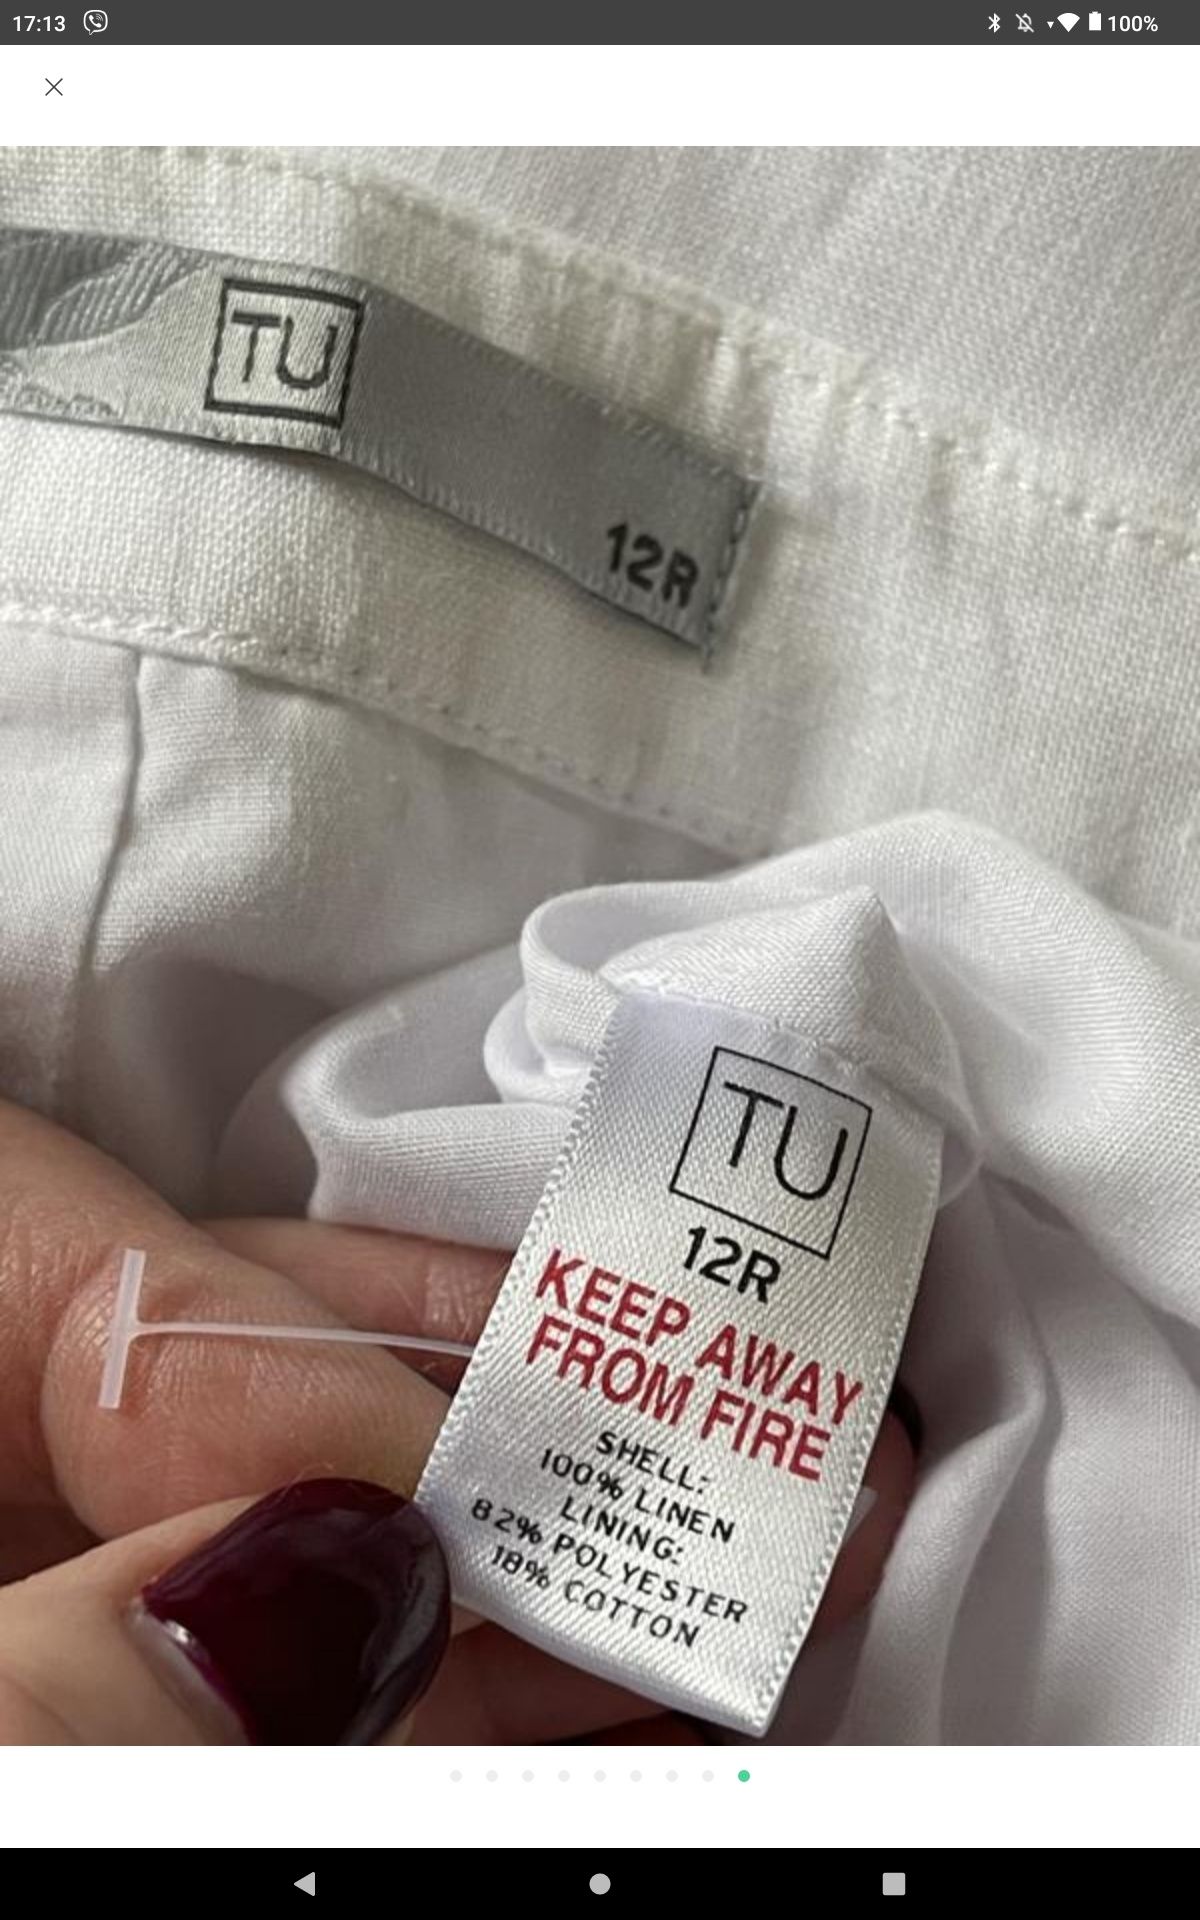 17:13
100%
TU
12R
TU
12R
KEEP AWAY
FROM FIRE
SHELL:
100% LINEN
LINING:
82% POLYESTER
18% COTTON